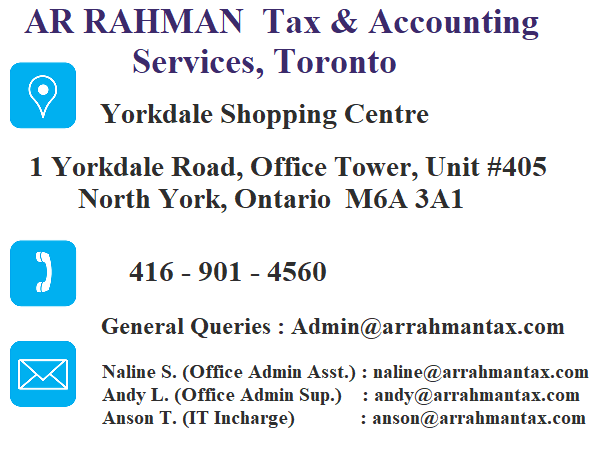 AR RAHMAN Tax & Accounting
Services, Toronto
Yorkdale Shopping Centre
1 Yorkdale Road, Office Tower, Unit #405
North York, Ontario M6A 3A1
416 - 901 - 4560
General Queries : Admin@arrahmantax.com
Naline S. (Office Admin Asst.) : naline@arrahmantax.com
Andy L. (Office Admin Sup.) : andy@arrahmantax.com
Anson T. (IT Incharge) : anson@arrahmantax.com